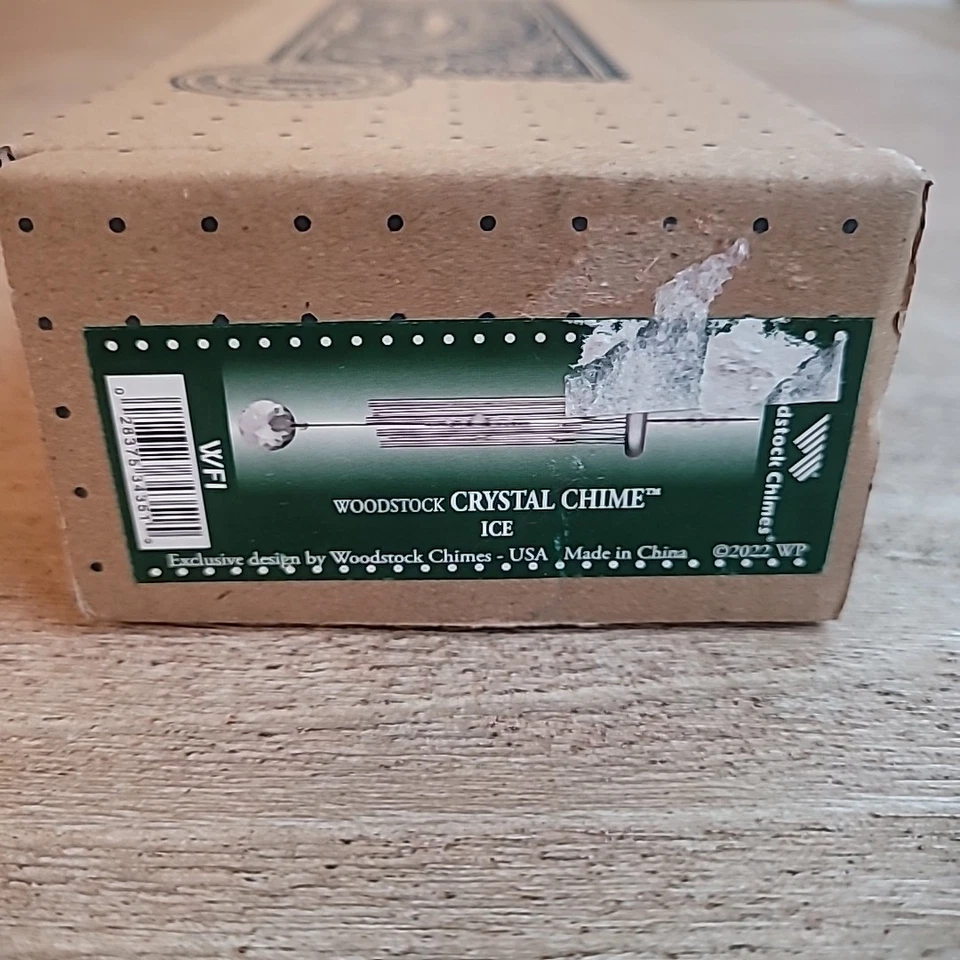 WOODSTOCK CRYSTAL CHIME™
ICE
Exclusive design by Woodstock Chimes - USA Made in China ©2022 WP
WFI
dstock Chimes®